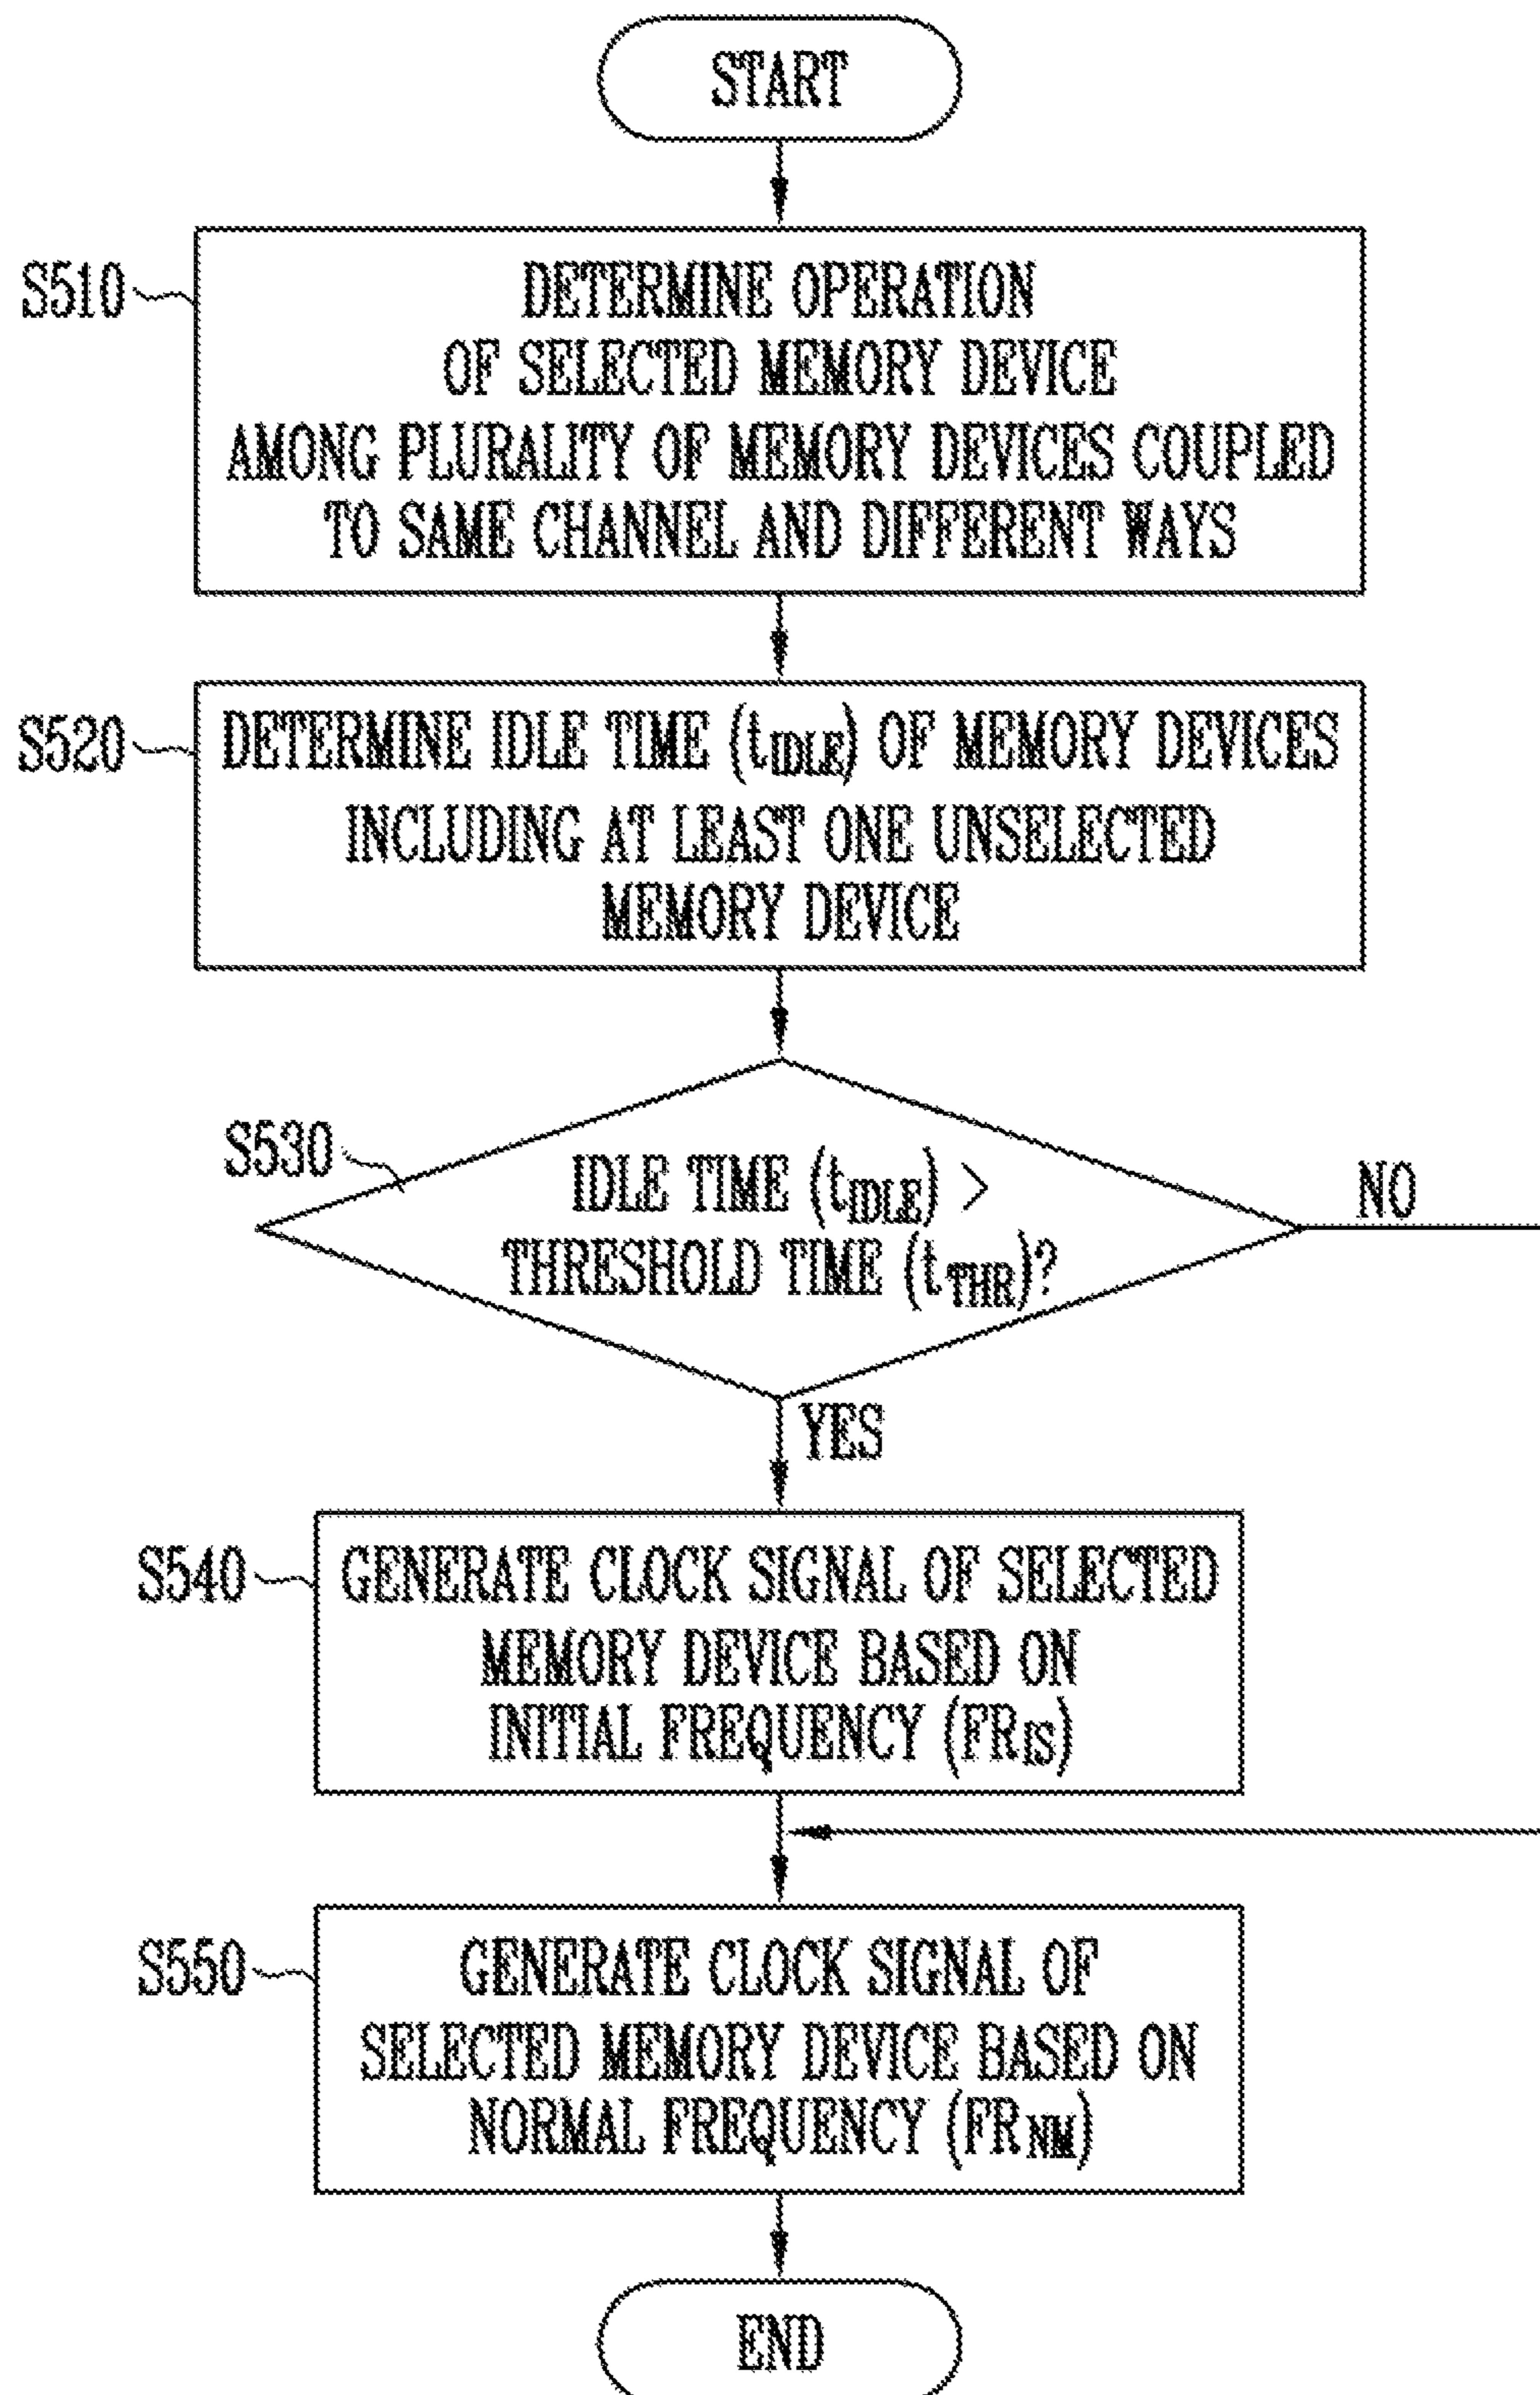 START
S510
DETERMINE OPERATION
OF SELECTED MEMORY DEVICE
AMONG PLURALITY OF MEMORY DEVICES COUPLED
TO SAME CHANNEL AND DIFFERENT WAYS
S520
DETERMINE IDLE TIME (tIDLE) OF MEMORY DEVICES
INCLUDING AT LEAST ONE UNSELECTED
MEMORY DEVICE
S530
IDLE TIME (tIDLE) >
THRESHOLD TIME (tTHR)?
NO
YES
S540
GENERATE CLOCK SIGNAL OF SELECTED
MEMORY DEVICE BASED ON
INITIAL FREQUENCY (FRIS)
S550
GENERATE CLOCK SIGNAL OF
SELECTED MEMORY DEVICE BASED ON
NORMAL FREQUENCY (FRNM)
END